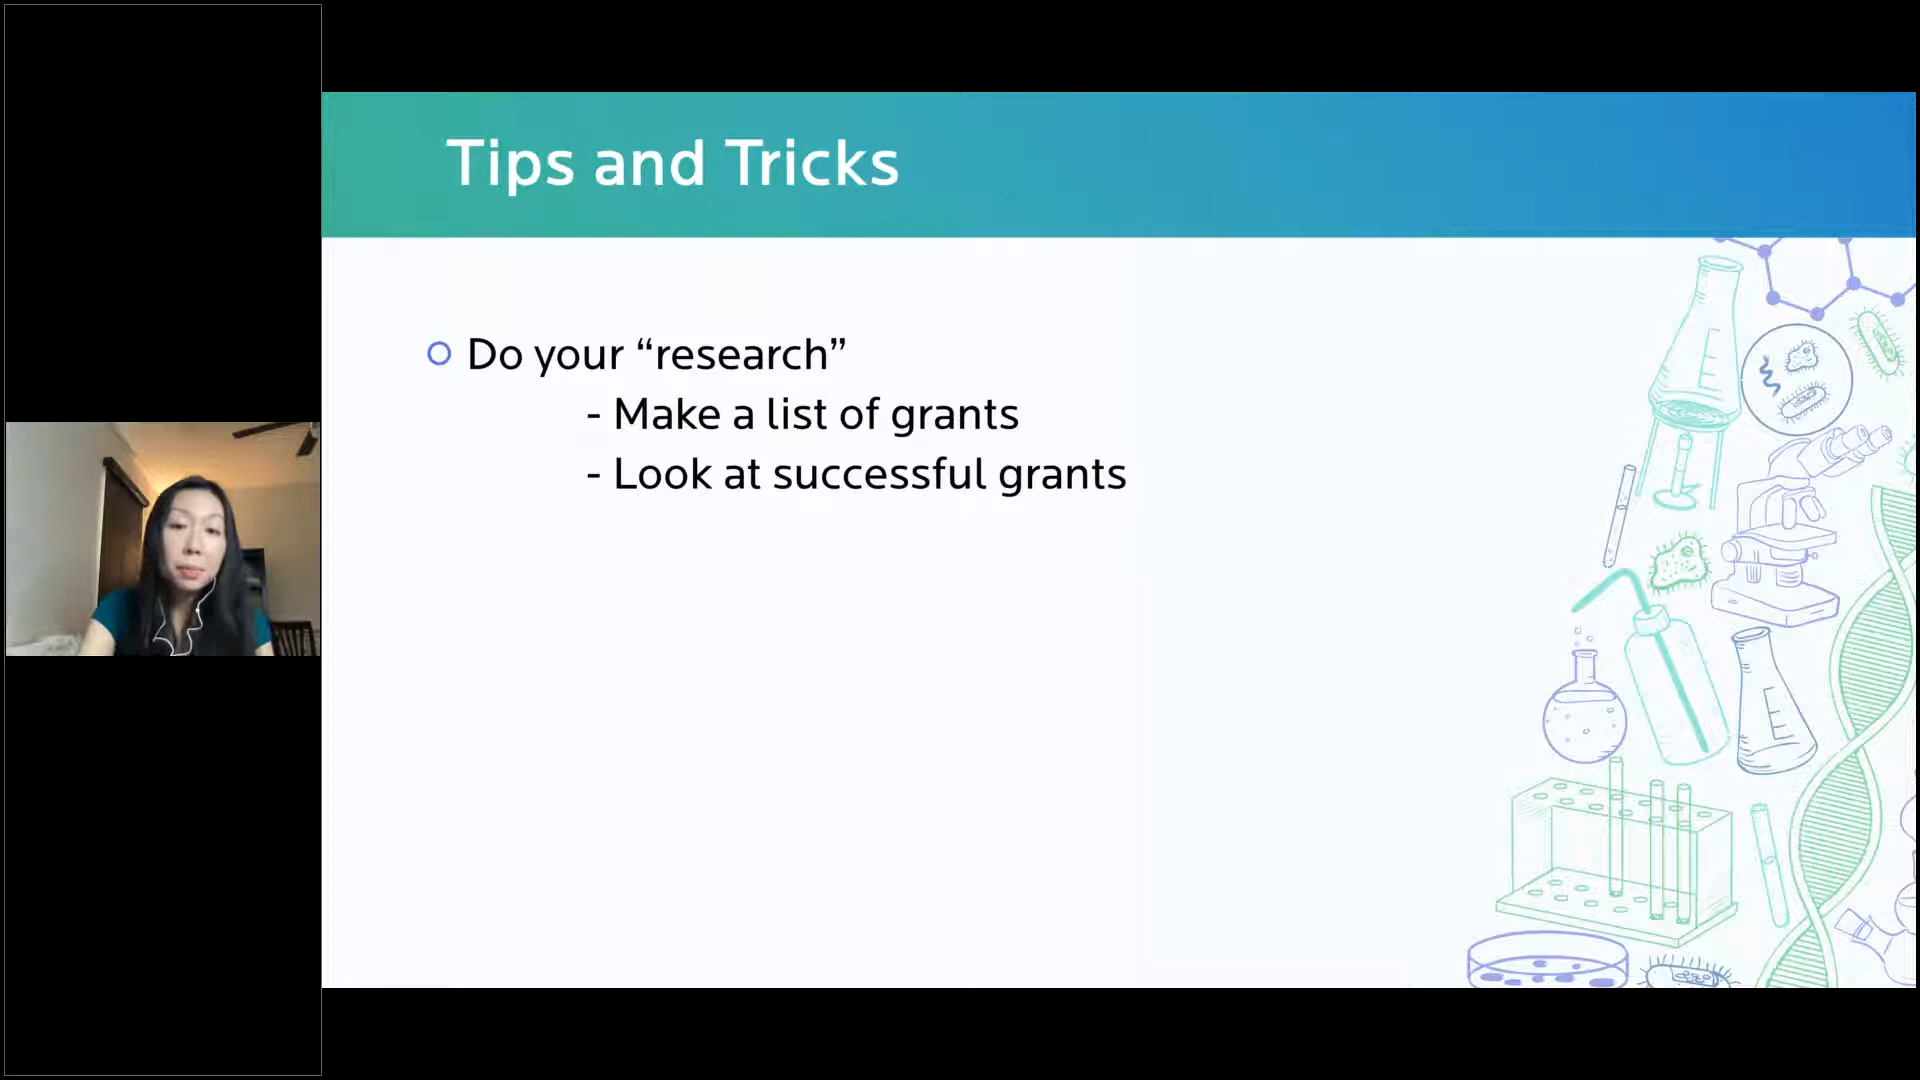 Tips and Tricks
Do your “research”
- Make a list of grants
- Look at successful grants